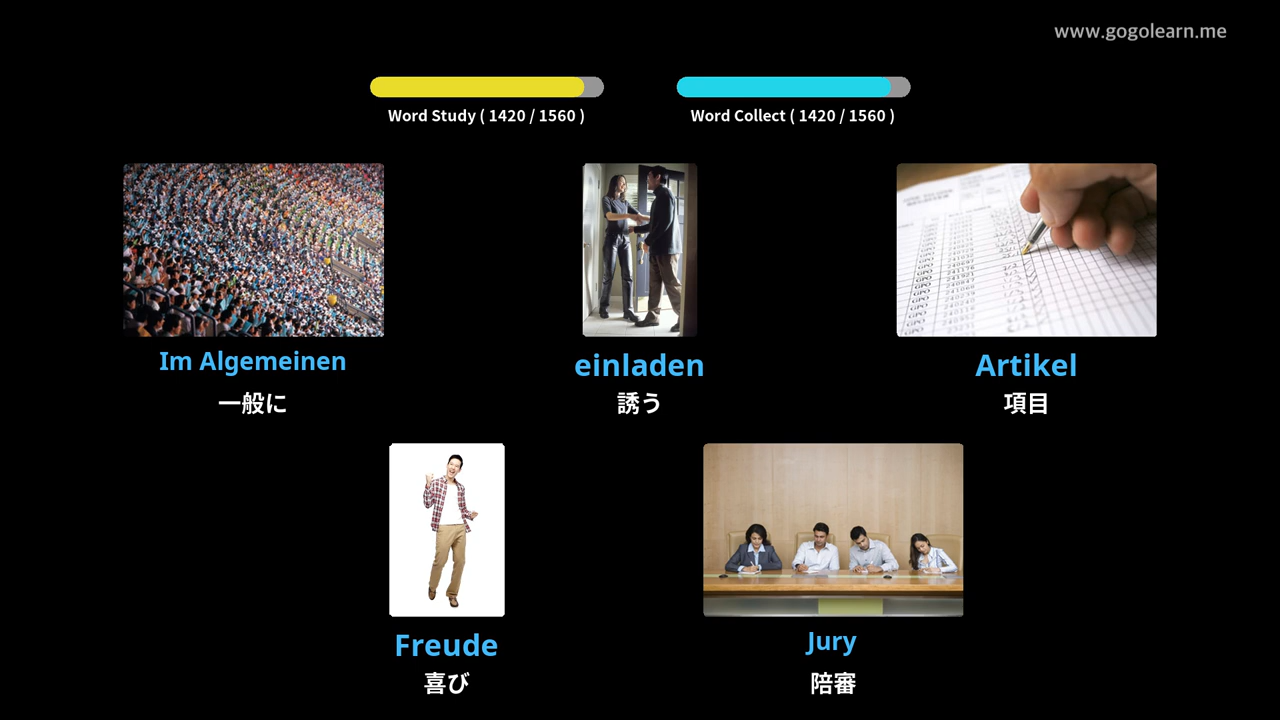 www.gogolearn.me
Word Study ( 1420 / 1560 )
Word Collect ( 1420 / 1560 )
Im Algemeinen
一般に
einladen
誘う
Artikel
項目
Freude
喜び
Jury
陪審